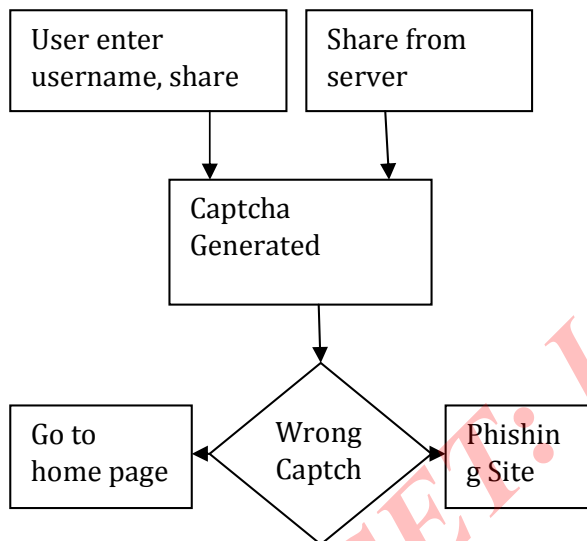 User enter
username, share
Share from
server
Captcha
Generated
Go to
home page
Wrong
Captch
Phishin
g Site